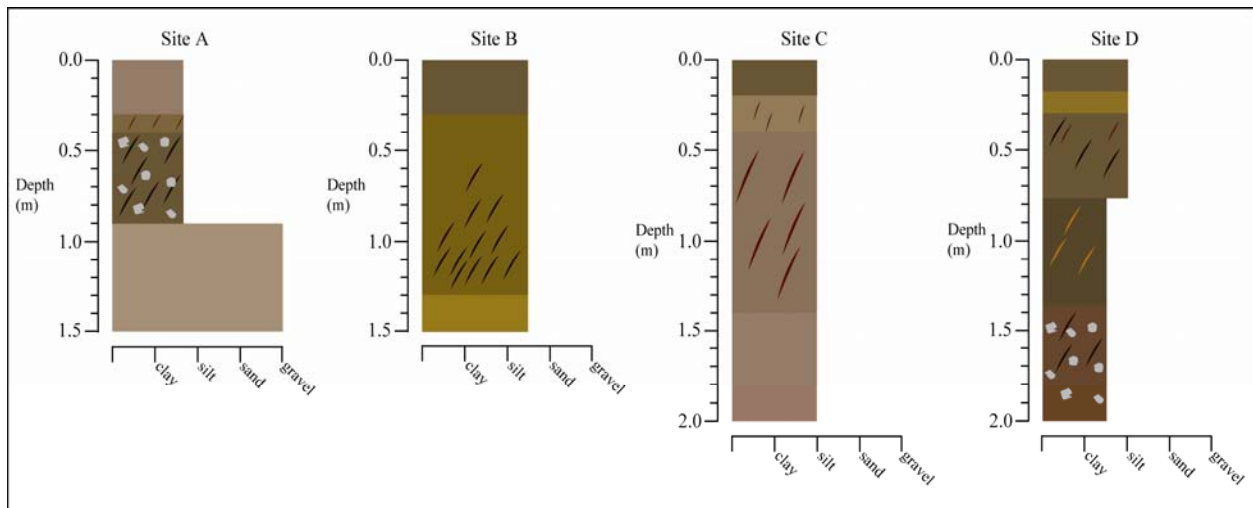 Site A
0.0
0.5
Depth
(m)
1.0
1.5
clay
silt
sand
gravel
Site B
0.0
0.5
Depth
(m)
1.0
1.5
clay
silt
sand
gravel
Site C
0.0
0.5
Depth
(m)
1.0
1.5
2.0
clay
silt
sand
gravel
Site D
0.0
0.5
Depth
(m)
1.0
1.5
2.0
clay
silt
sand
gravel